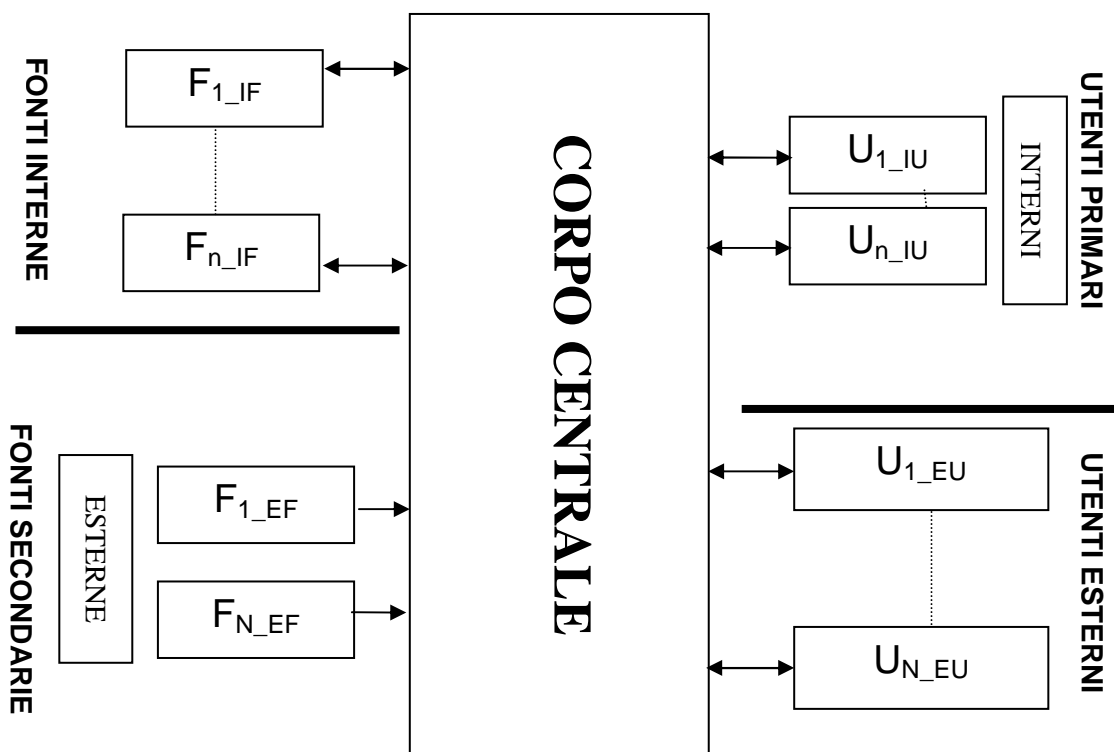 FONTI INTERNE
F1_IF
Fn_IF
FONTI SECONDARIE
ESTERNE
F1_EF
FN_EF
CORPO CENTRALE
UTENTI PRIMARI
INTERNI
U1_IU
Un_IU
UTENTI ESTERNI
U1_EU
UN_EU